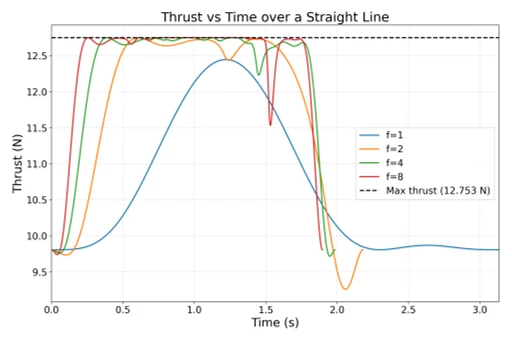 Thrust vs Time over a Straight Line
Thrust (N)
12.5
12.0
11.5
11.0
10.5
10.0
9.5
f=1
f=2
f=4
f=8
Max thrust (12.753 N)
0.0 0.5 1.0 1.5 2.0 2.5 3.0
Time (s)